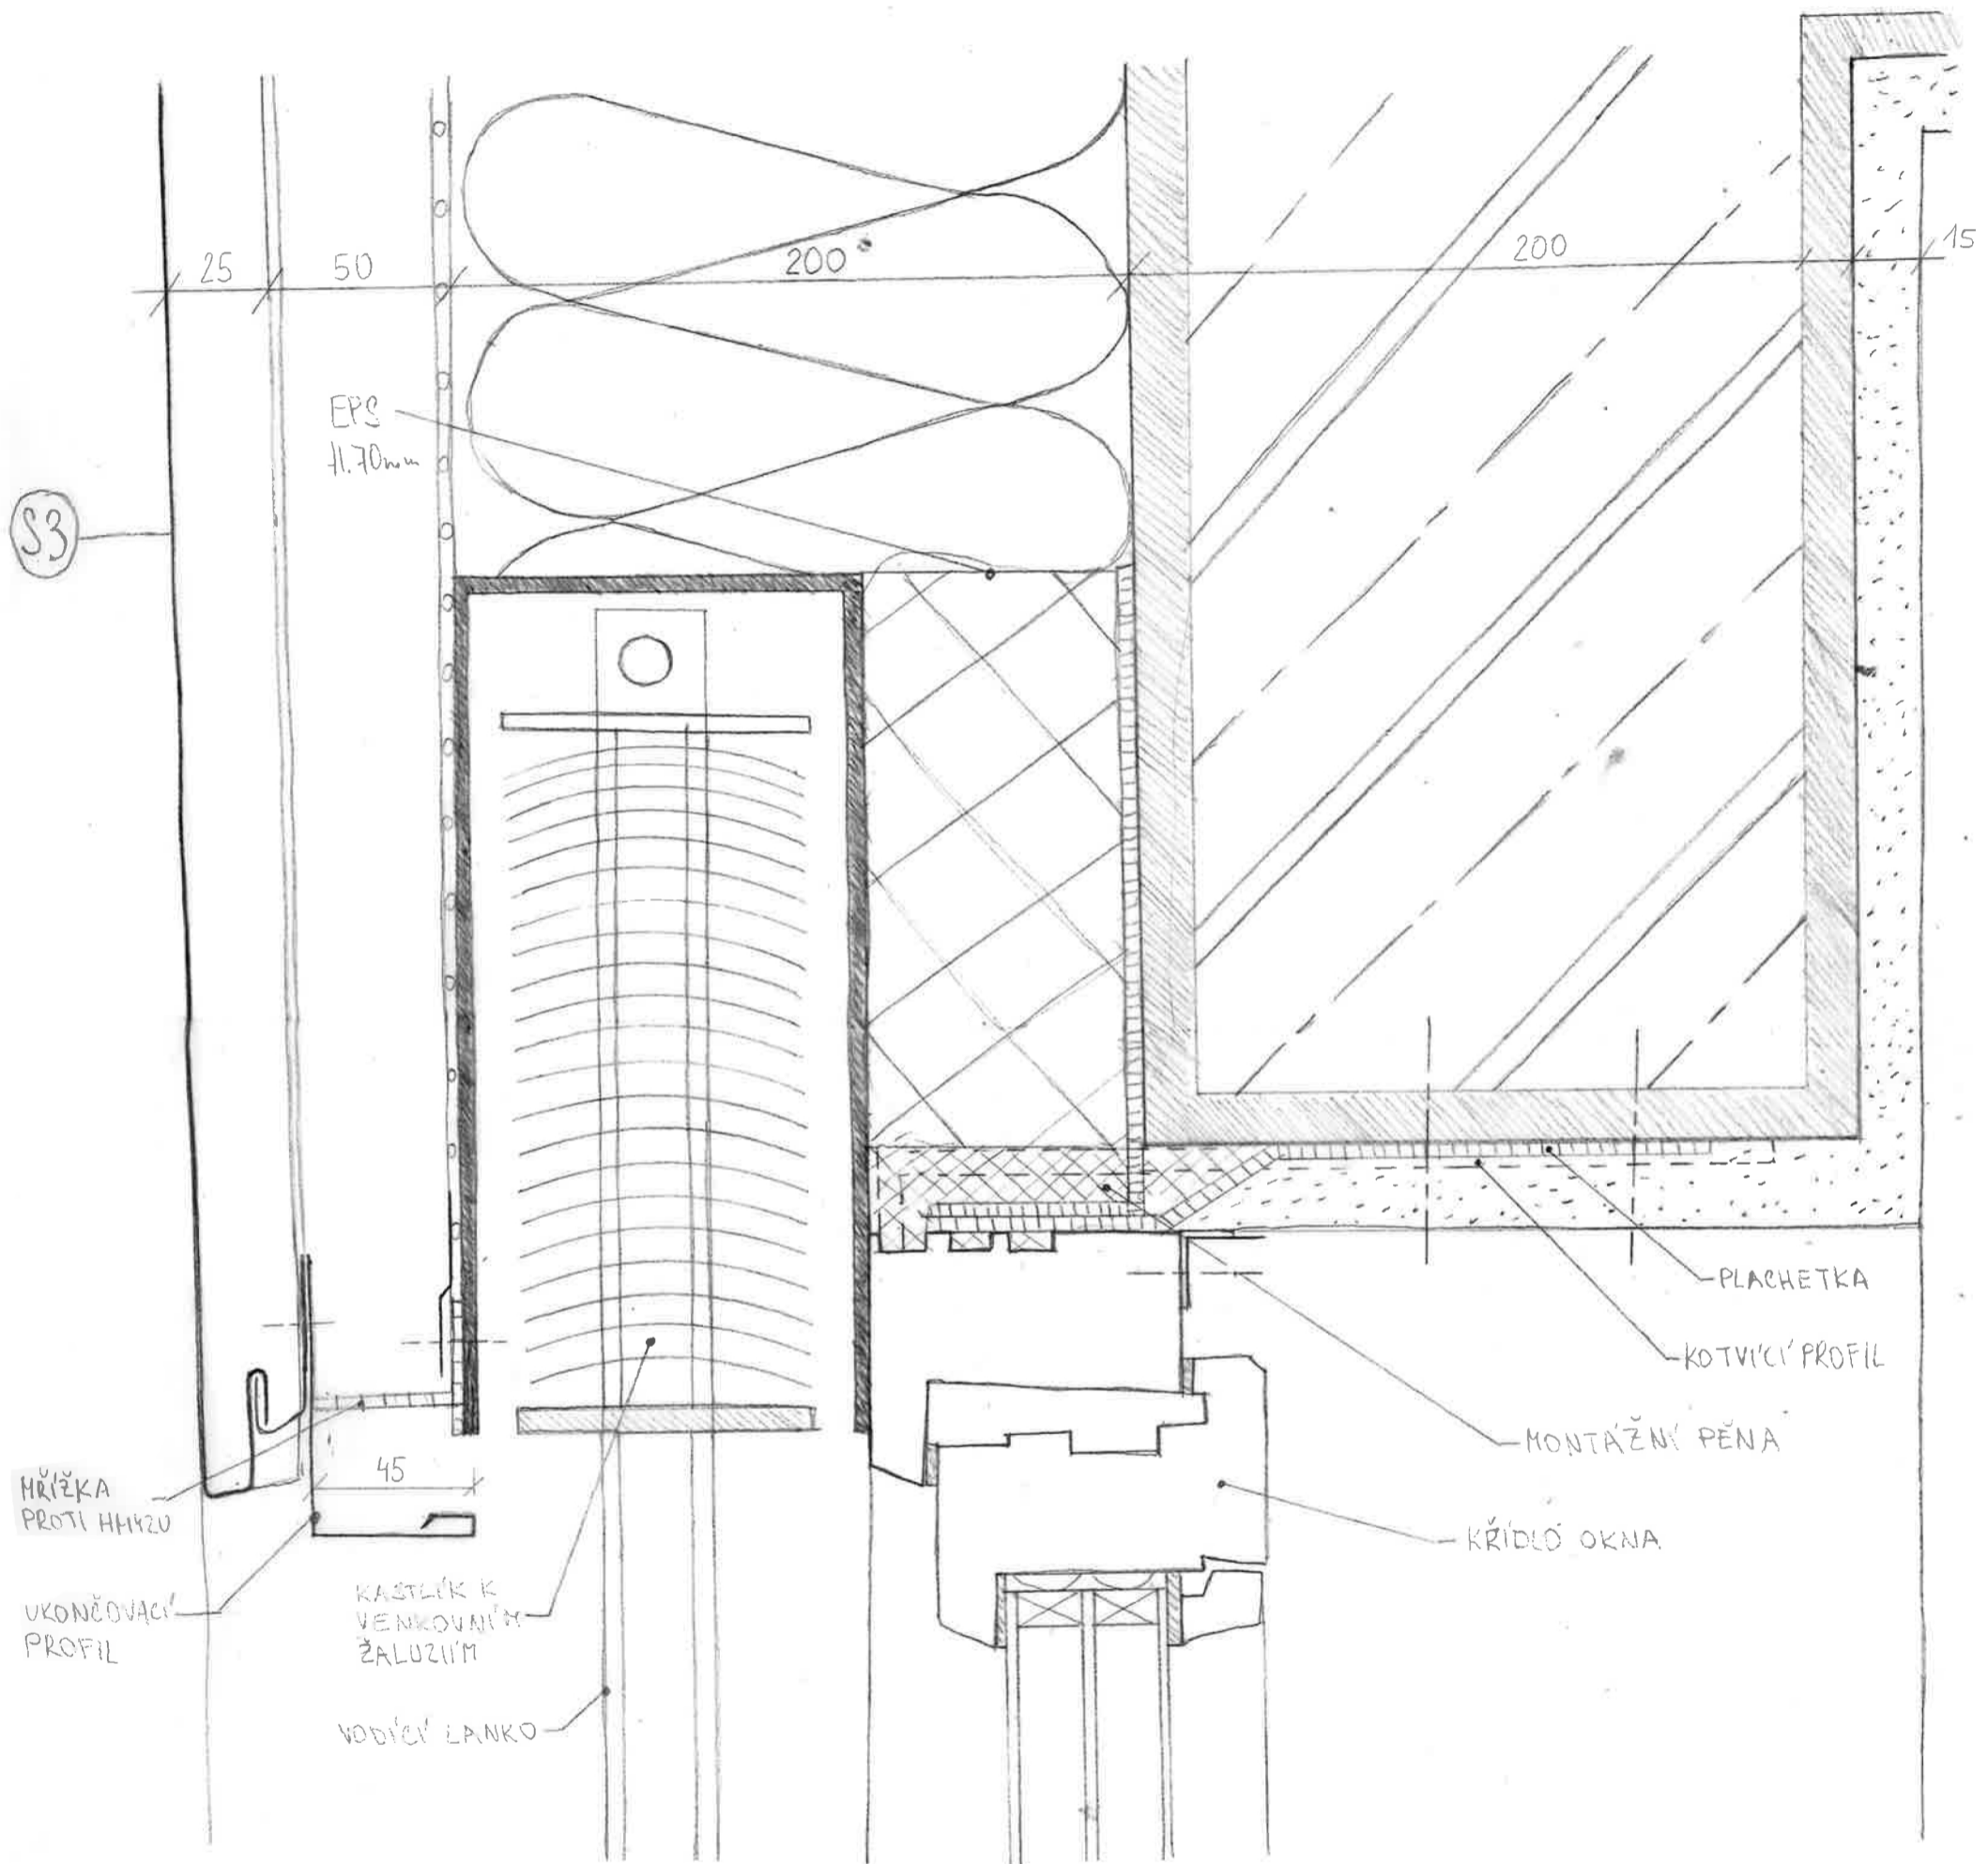 25
50
200
200
15
EPS
tl.70mm
S3
PLACHETKA
KOTVÍCÍ PROFIL
MONTÁŽNÍ PĚNA
KŘÍDLO OKNA
45
MŘÍŽKA
PROTI HMYZU
UKONČOVACÍ
PROFIL
KASTLÍK K
VENKOVNÍM
ŽALUZIÍM
VODÍCÍ LANKO